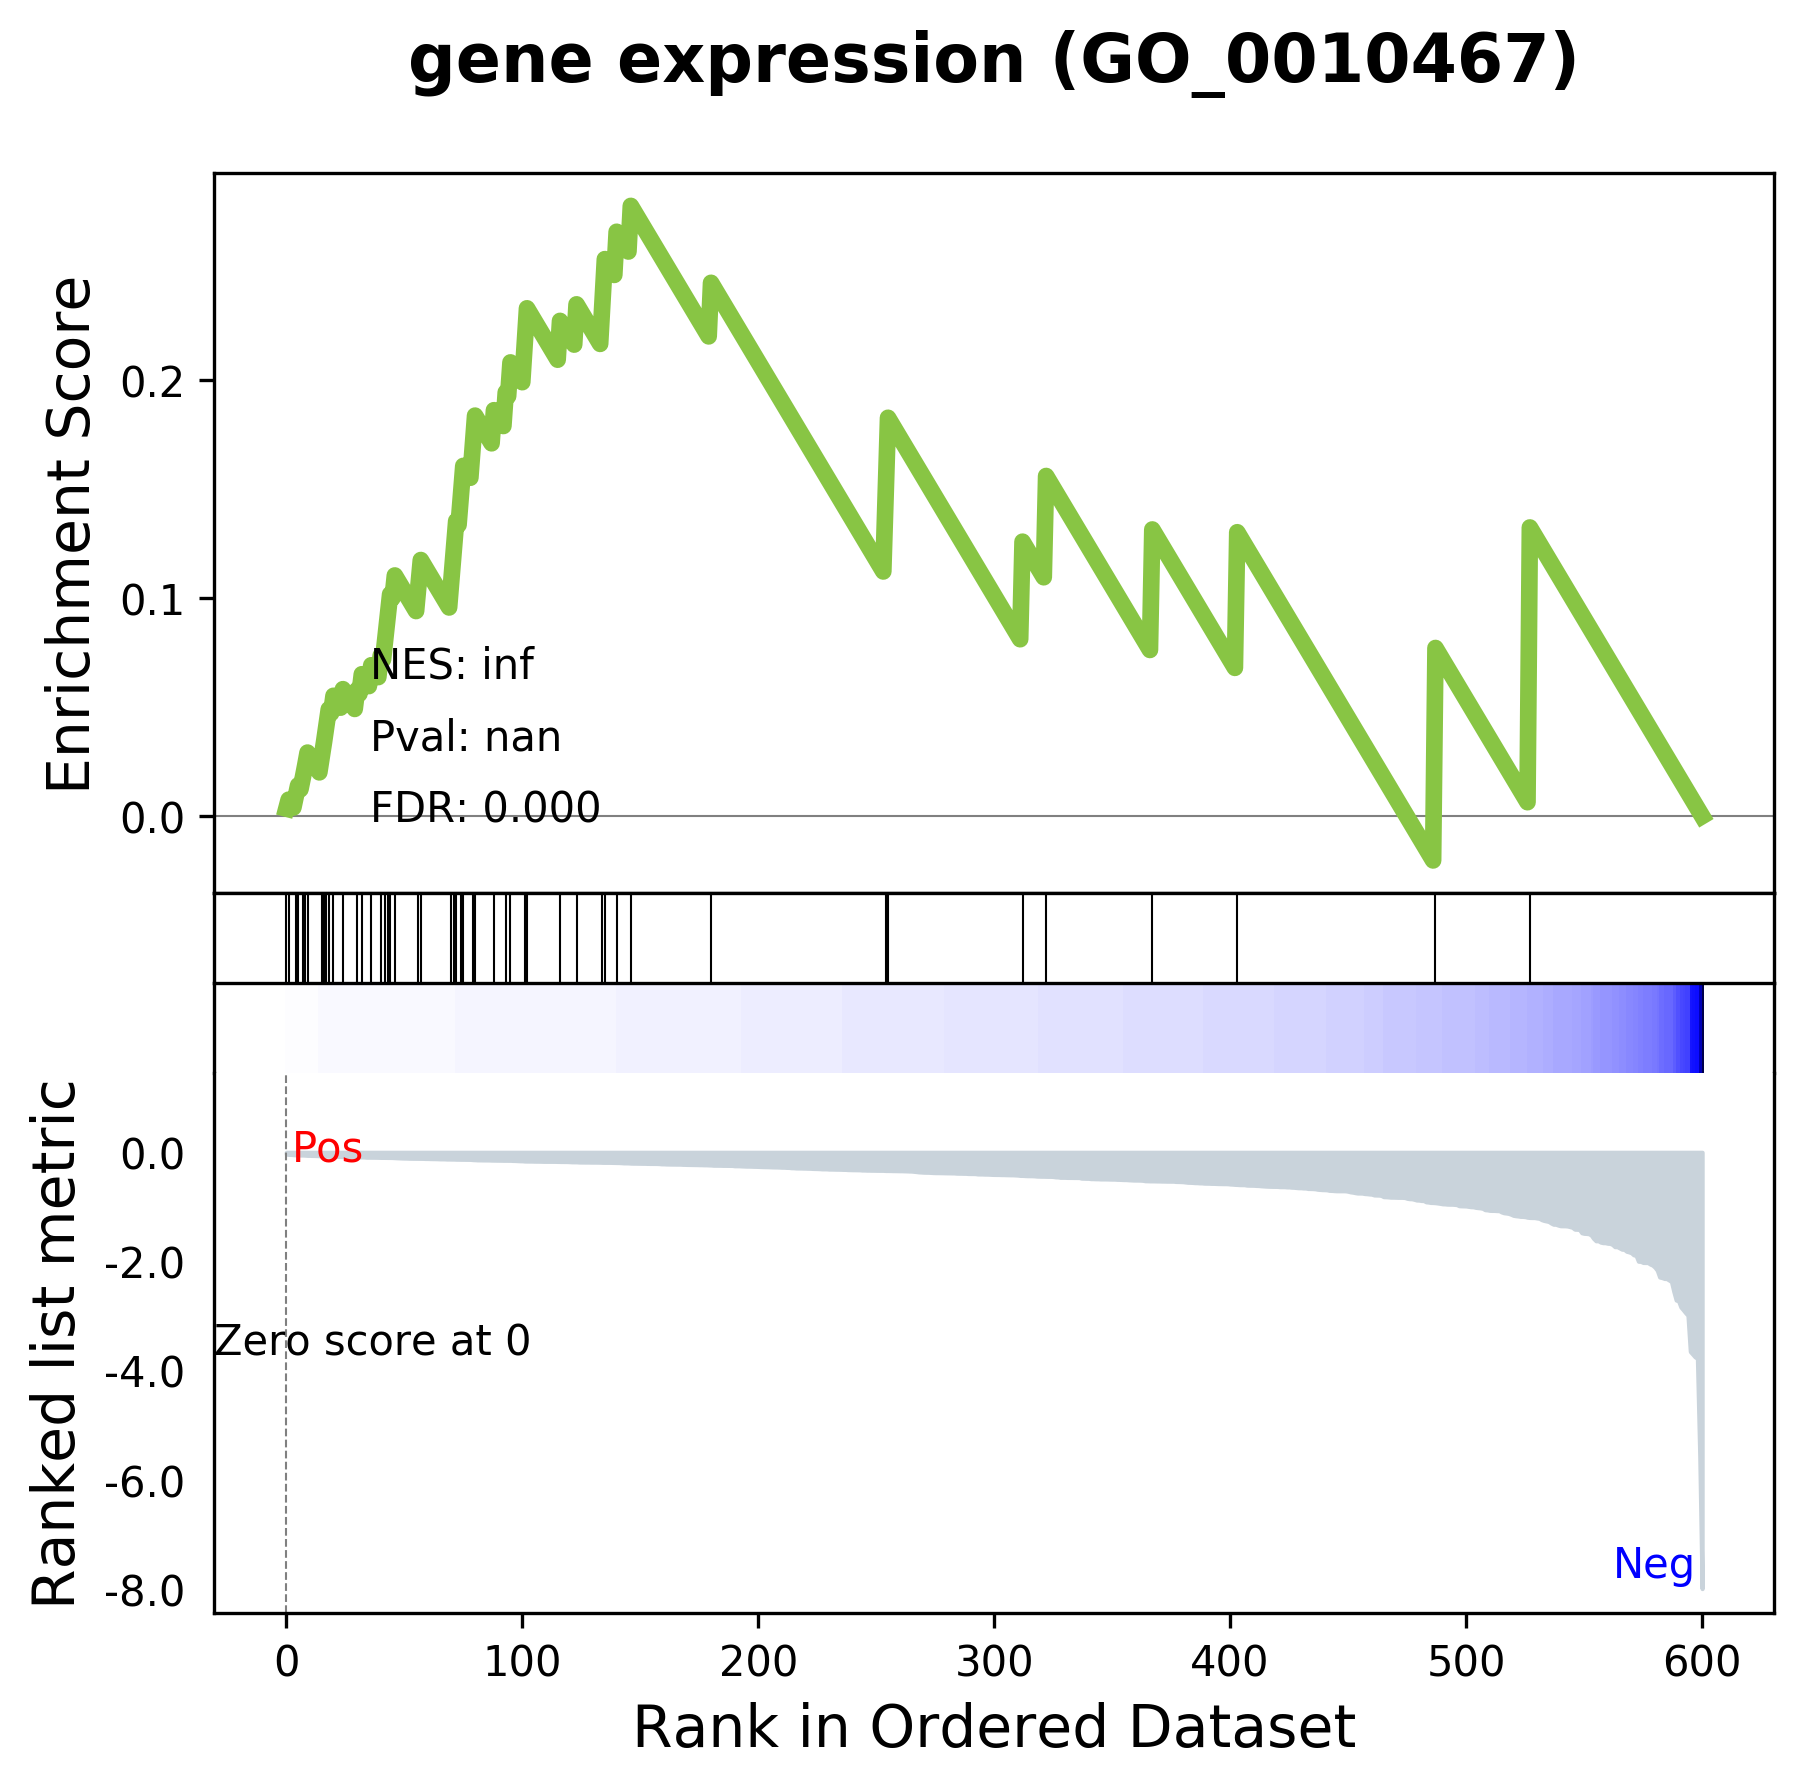 gene expression (GO_0010467)
Enrichment Score
0.2
0.1
0.0
NES: inf
Pval: nan
FDR: 0.000
Ranked list metric
0.0
-2.0
-4.0
-6.0
-8.0
Pos
Zero score at 0
Neg
0 100 200 300 400 500 600
Rank in Ordered Dataset